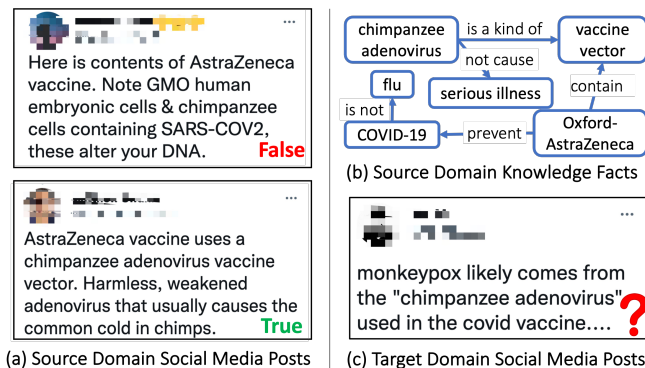 Here is contents of AstraZeneca
vaccine. Note GMO human
embryonic cells & chimpanzee
cells containing SARS-COV2,
these alter your DNA.
False
AstraZeneca vaccine uses a
chimpanzee adenovirus vaccine
vector. Harmless, weakened
adenovirus that usually causes the
common cold in chimps.
True
(a) Source Domain Social Media Posts
chimpanzee
adenovirus
is a kind of
vaccine
vector
not cause
flu
serious illness
contain
is not
COVID-19
prevent
Oxford-
AstraZeneca
(b) Source Domain Knowledge Facts
monkeypox likely comes from
the "chimpanzee adenovirus"
used in the covid vaccine....
?
(c) Target Domain Social Media Posts